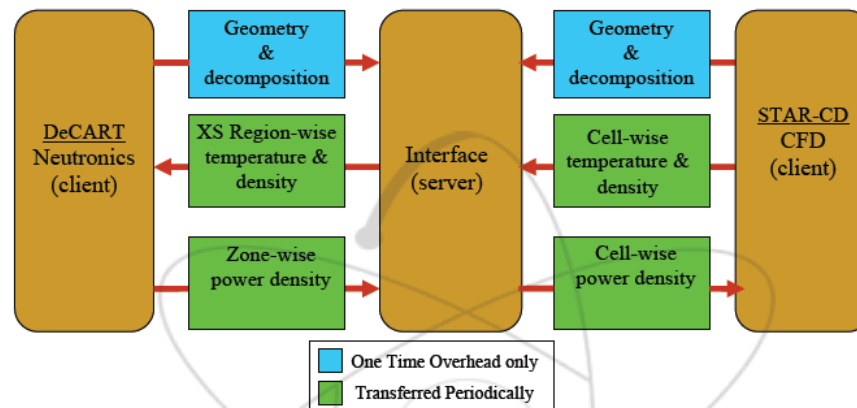 Geometry
&
decomposition
Geometry
&
decomposition
DeCART
Neutronics
(client)
XS Region-wise
temperature &
density
Interface
(server)
Cell-wise
temperature &
density
STAR-CD
CFD
(client)
Zone-wise
power density
Cell-wise
power density
One Time Overhead only
Transferred Periodically